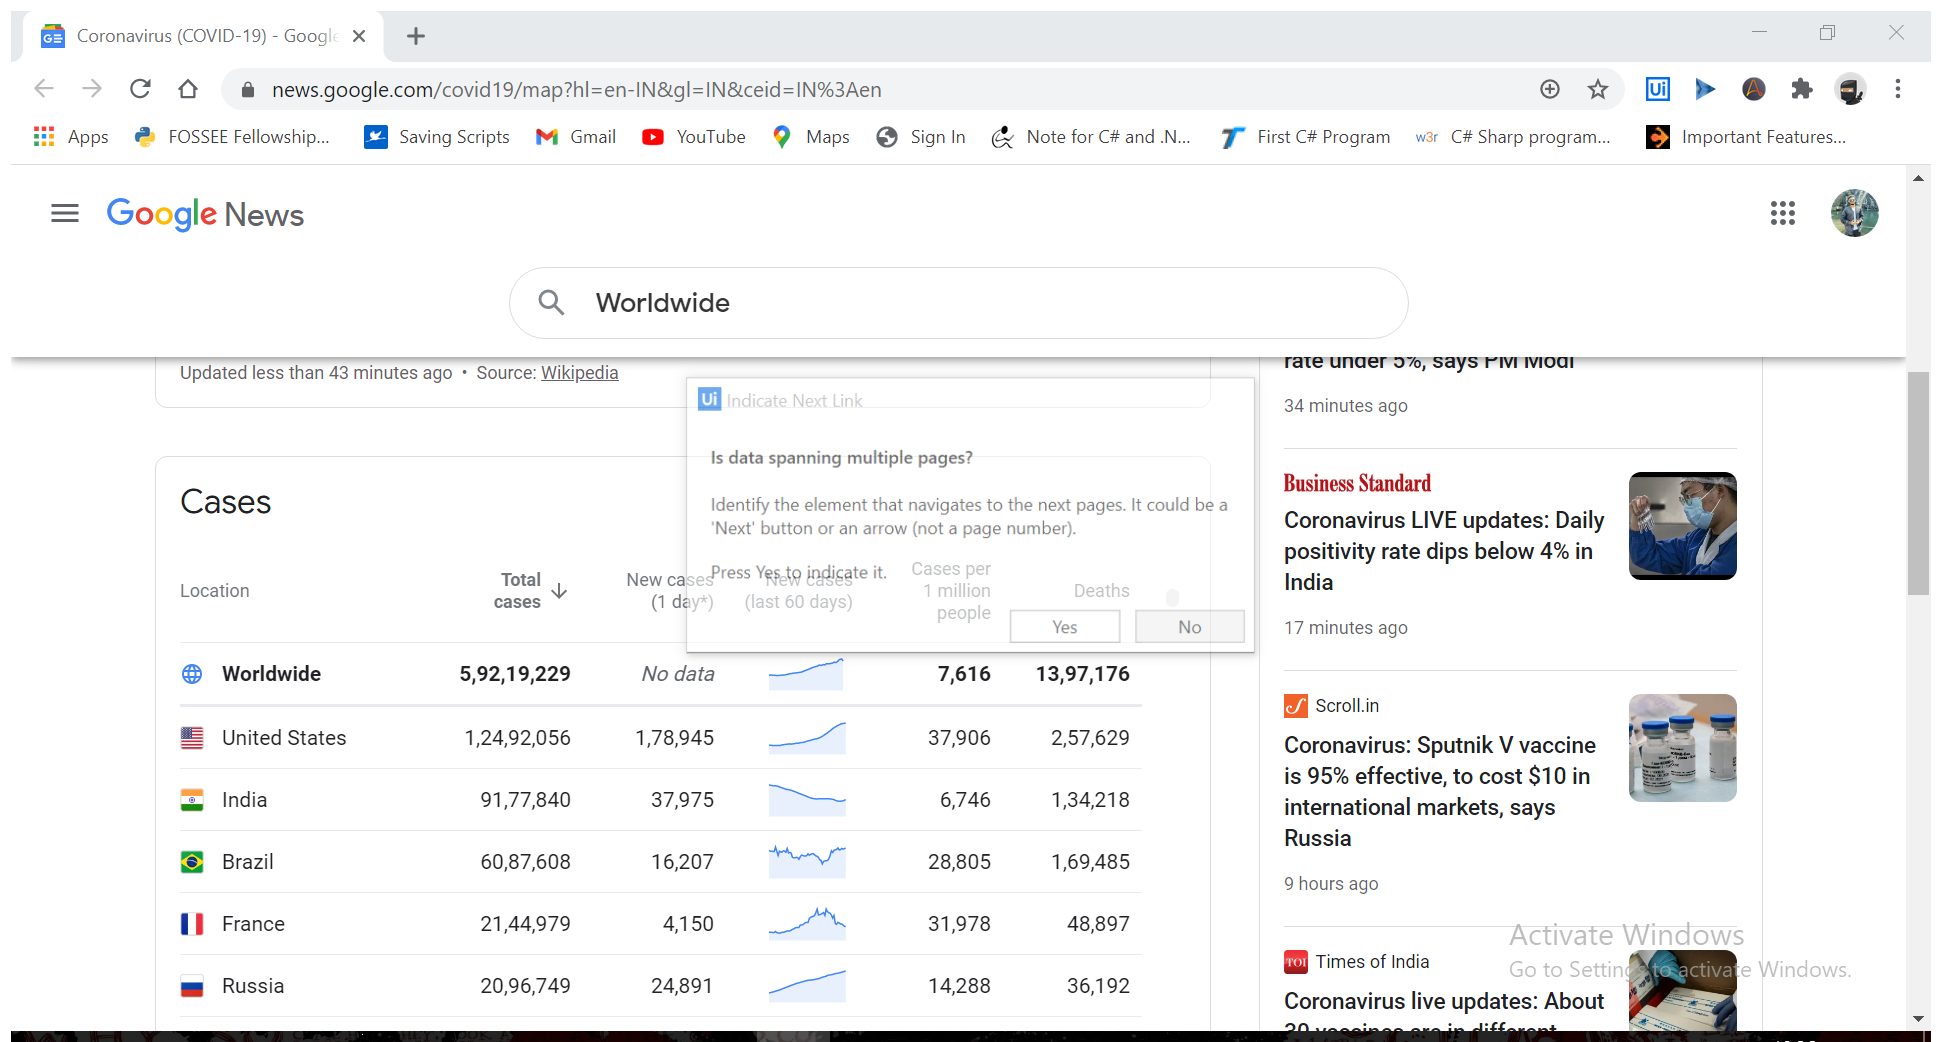 Coronavirus (COVID-19) - Google
news.google.com/covid19/map?hl=en-IN&gl=IN&ceid=IN%3Aen
Ui
Apps
FOSSEE Fellowship...
Saving Scripts
Gmail
YouTube
Maps
Sign In
Note for C# and .N...
First C# Program
w3r C# Sharp program...
Important Features...
Google News
Worldwide
Updated less than 43 minutes ago • Source: Wikipedia
Ui Indicate Next Link
Is data spanning multiple pages?
Identify the element that navigates to the next pages. It could be a
'Next' button or an arrow (not a page number).
Press Yes to indicate it.
Yes No
Cases
Location
Total cases
New cases (1 day*)
New cases (last 60 days)
Cases per 1 million people
Deaths
Worldwide 5,92,19,229 No data 7,616 13,97,176
United States 1,24,92,056 1,78,945 37,906 2,57,629
India 91,77,840 37,975 6,746 1,34,218
Brazil 60,87,608 16,207 28,805 1,69,485
France 21,44,979 4,150 31,978 48,897
Russia 20,96,749 24,891 14,288 36,192
rate under 5%, says PM Modi
34 minutes ago
Business Standard
Coronavirus LIVE updates: Daily
positivity rate dips below 4% in
India
17 minutes ago
Scroll.in
Coronavirus: Sputnik V vaccine
is 95% effective, to cost $10 in
international markets, says
Russia
9 hours ago
TOI Times of India
Coronavirus live updates: About
30 vaccines are in different
Activate Windows
Go to Settings to activate Windows.